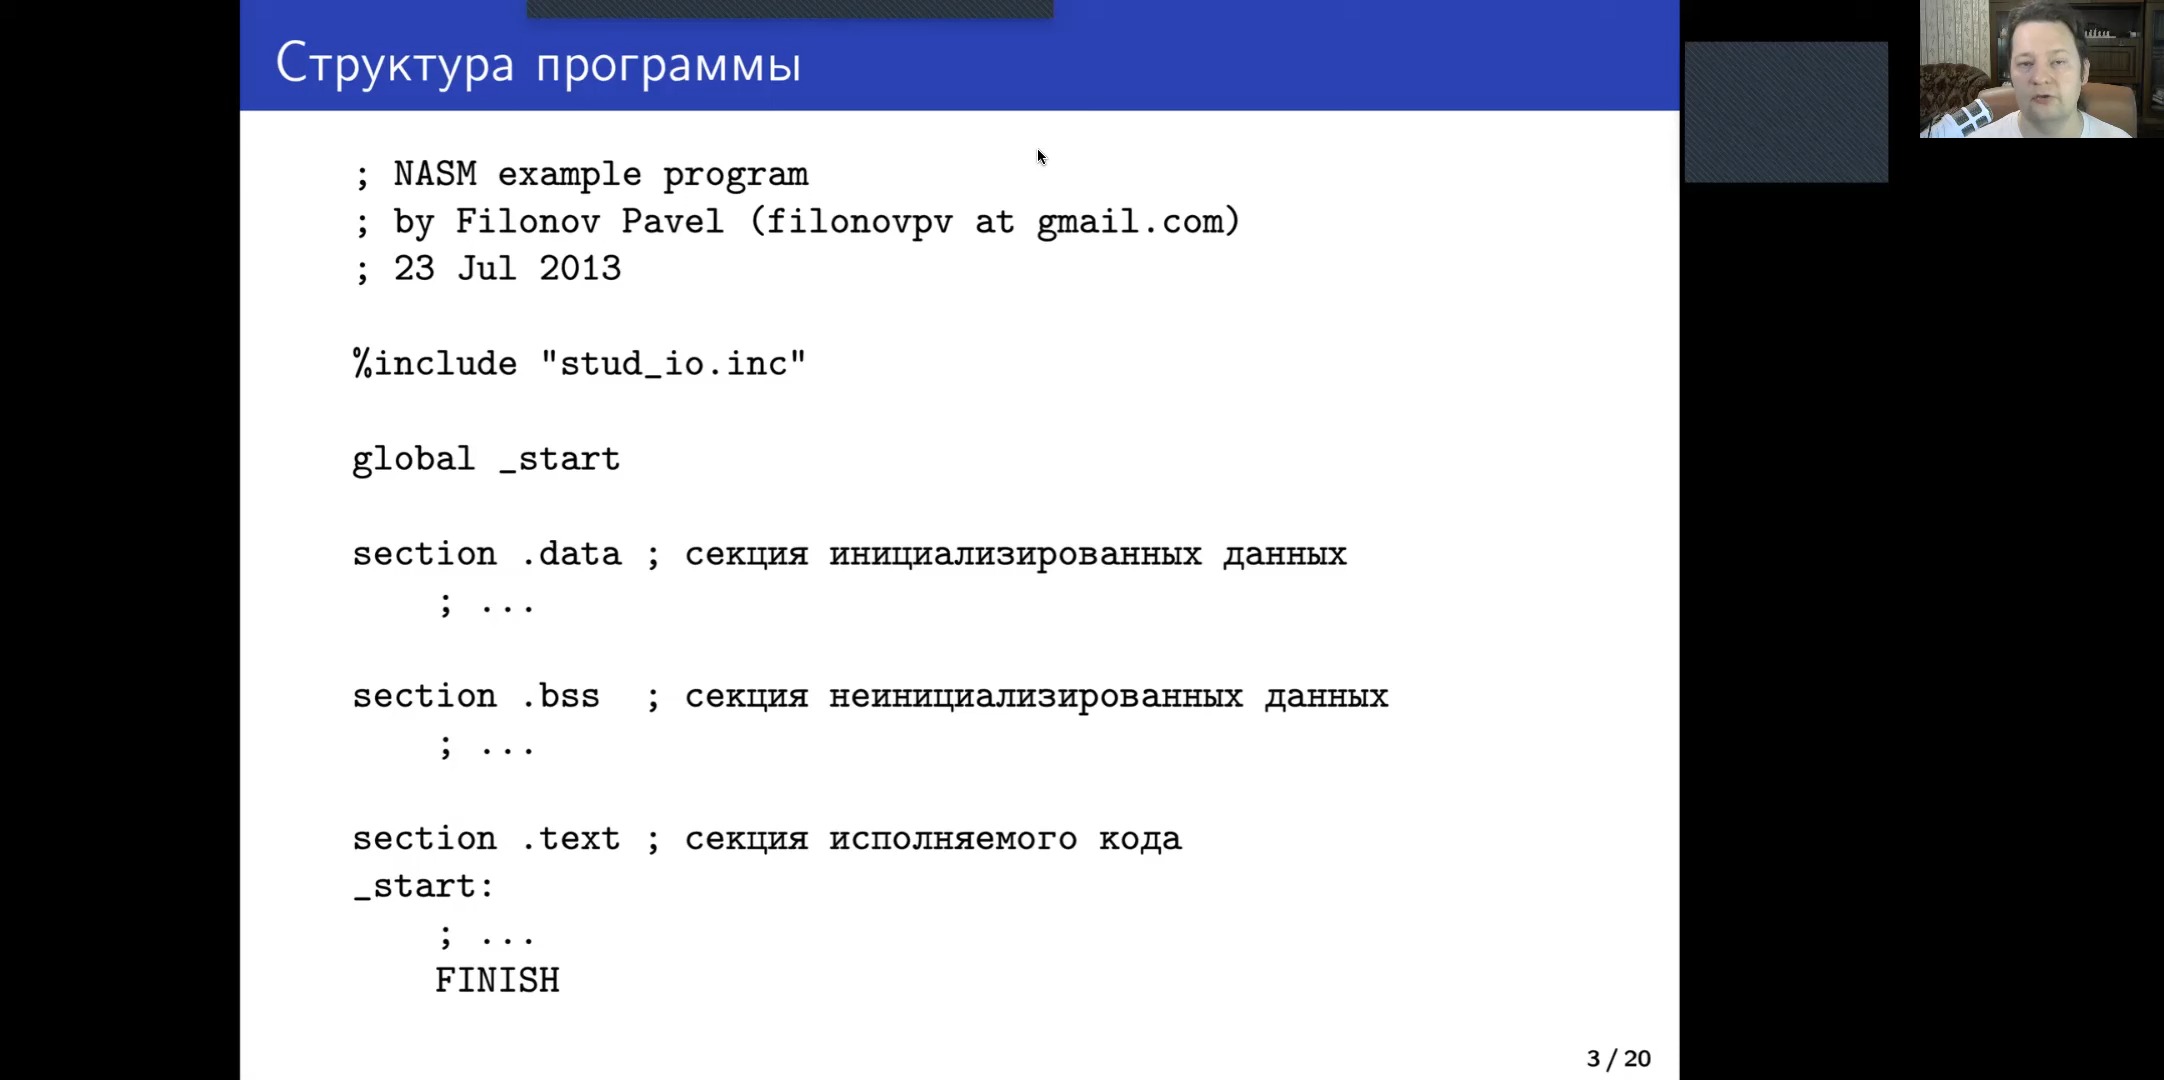 Структура программы
; NASM example program
; by Filonov Pavel (filonovpv at gmail.com)
; 23 Jul 2013
%include "stud_io.inc"
global _start
section .data ; секция инициализированных данных
; ...
section .bss ; секция неинициализированных данных
; ...
section .text ; секция исполняемого кода
_start:
; ...
FINISH
3 / 20